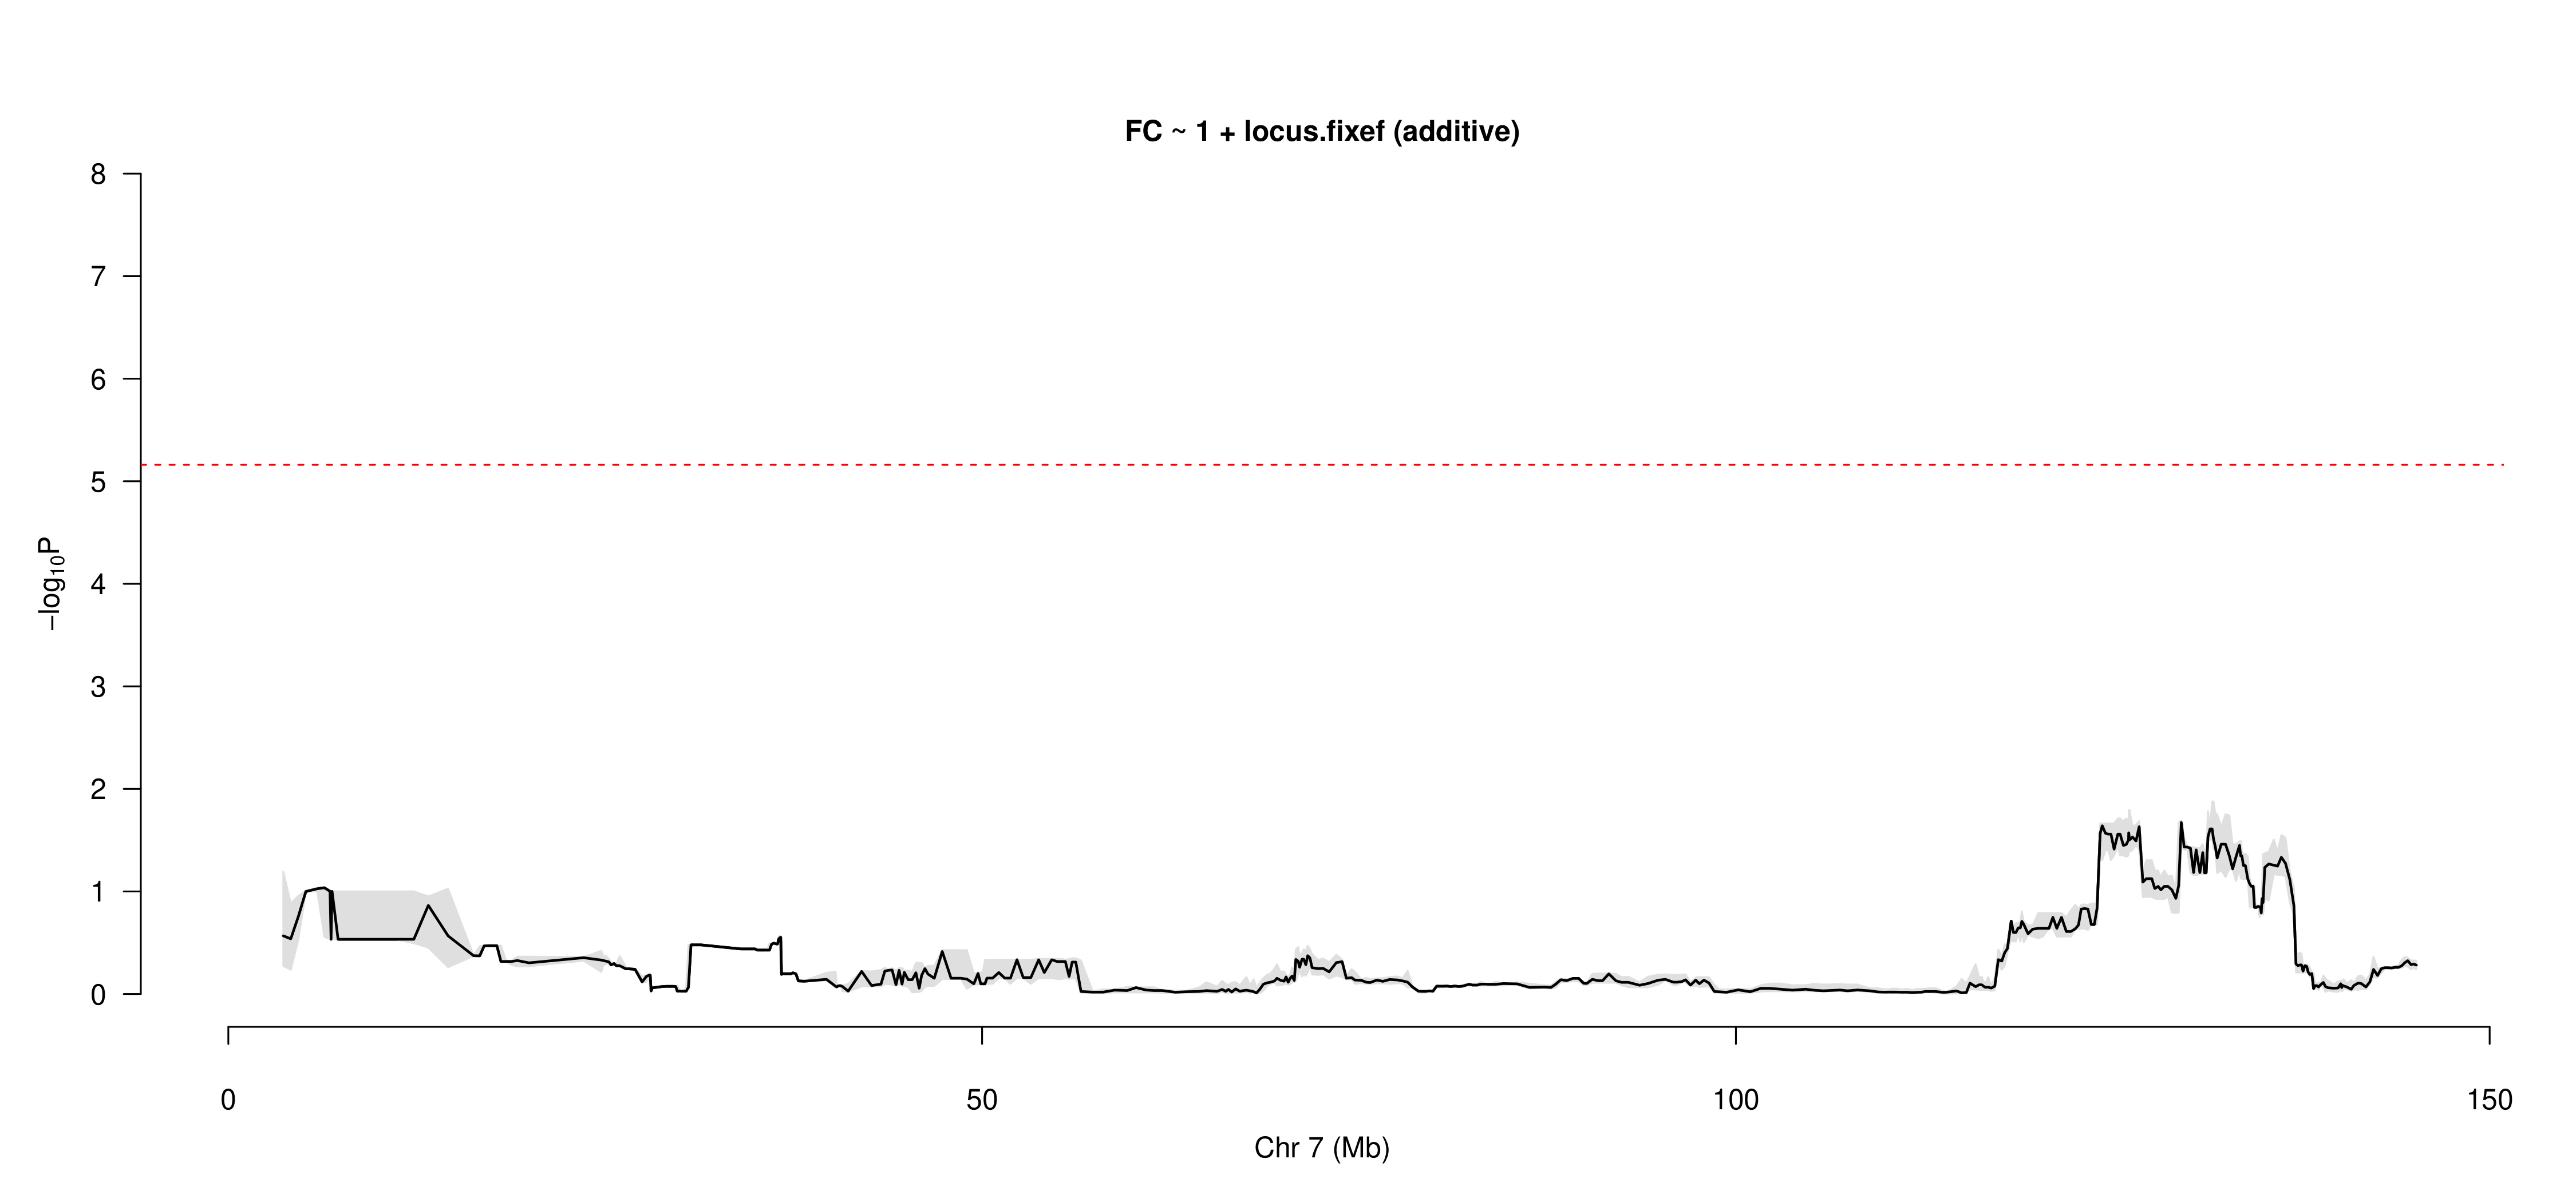 FC ~ 1 + locus.fixef (additive)
8
7
6
5
4
3
2
1
0
−log₁₀P
0 50 100 150
Chr 7 (Mb)